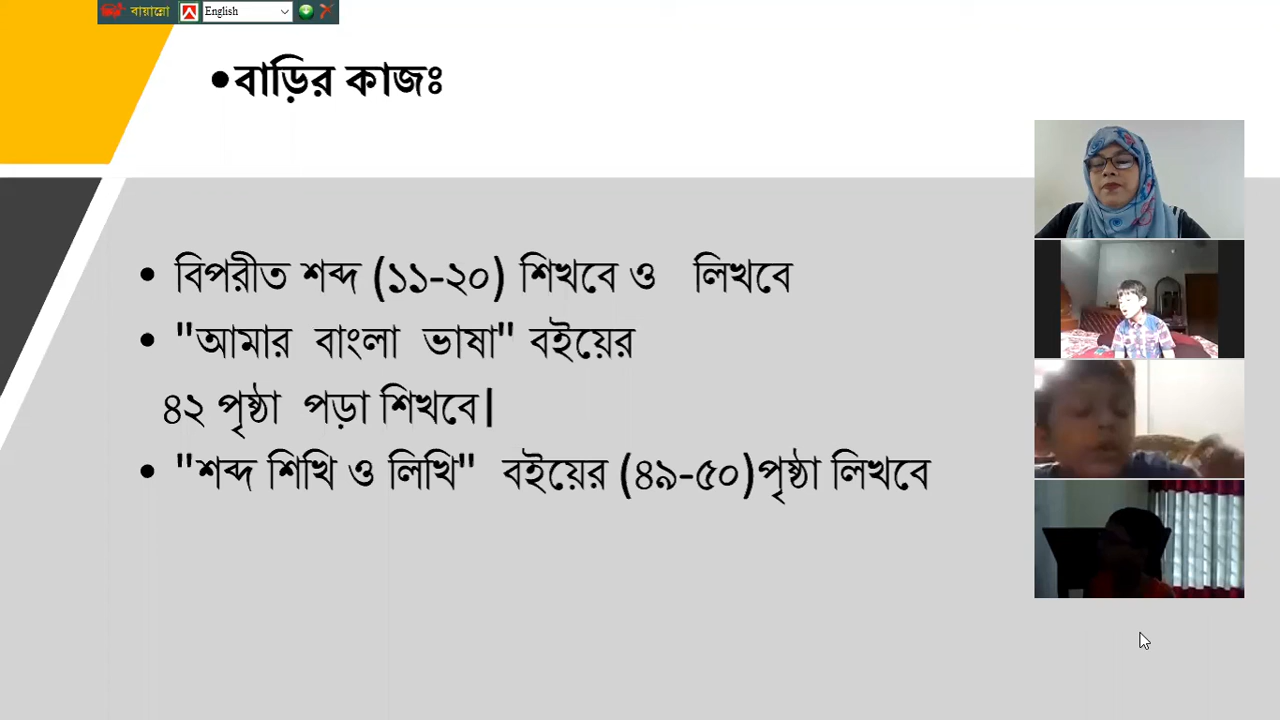 বায়ান্নো English
•বাড়ির কাজঃ
• বিপরীত শব্দ (১১-২০) শিখবে ও লিখবে
• "আমার বাংলা ভাষা" বইয়ের
৪২ পৃষ্ঠা পড়া শিখবে|
• "শব্দ শিখি ও লিখি" বইয়ের (৪৯-৫০)পৃষ্ঠা লিখবে